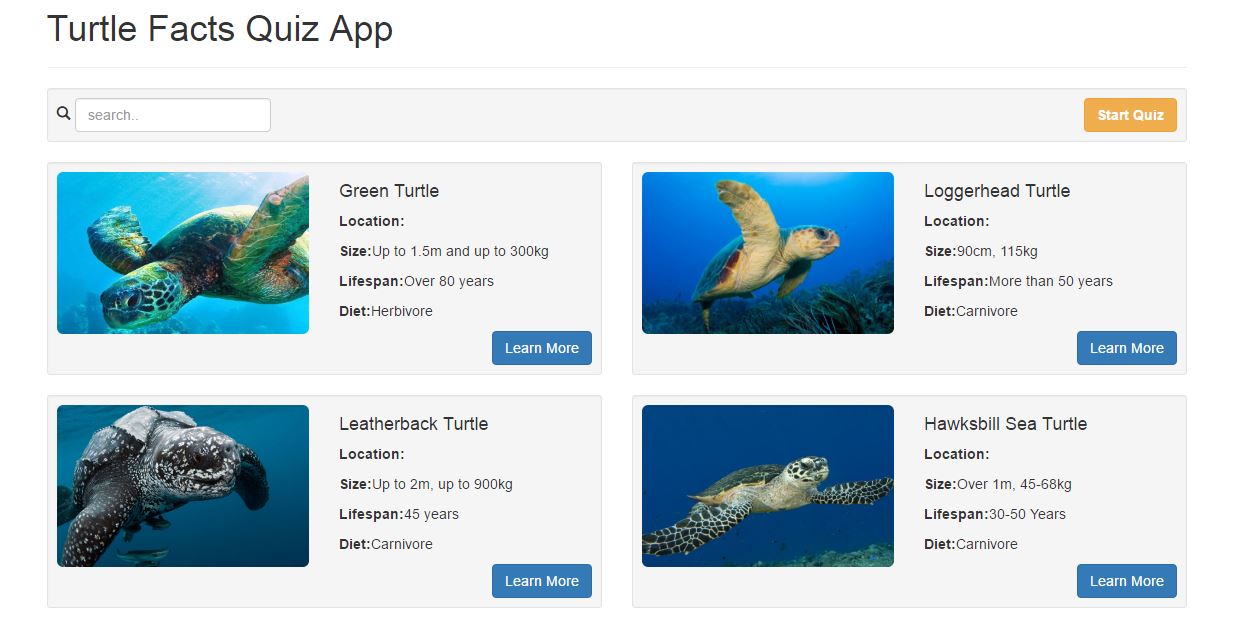 Turtle Facts Quiz App
search..
Start Quiz
Green Turtle
Location:
Size:Up to 1.5m and up to 300kg
Lifespan:Over 80 years
Diet:Herbivore
Learn More
Loggerhead Turtle
Location:
Size:90cm, 115kg
Lifespan:More than 50 years
Diet:Carnivore
Learn More
Leatherback Turtle
Location:
Size:Up to 2m, up to 900kg
Lifespan:45 years
Diet:Carnivore
Learn More
Hawksbill Sea Turtle
Location:
Size:Over 1m, 45-68kg
Lifespan:30-50 Years
Diet:Carnivore
Learn More